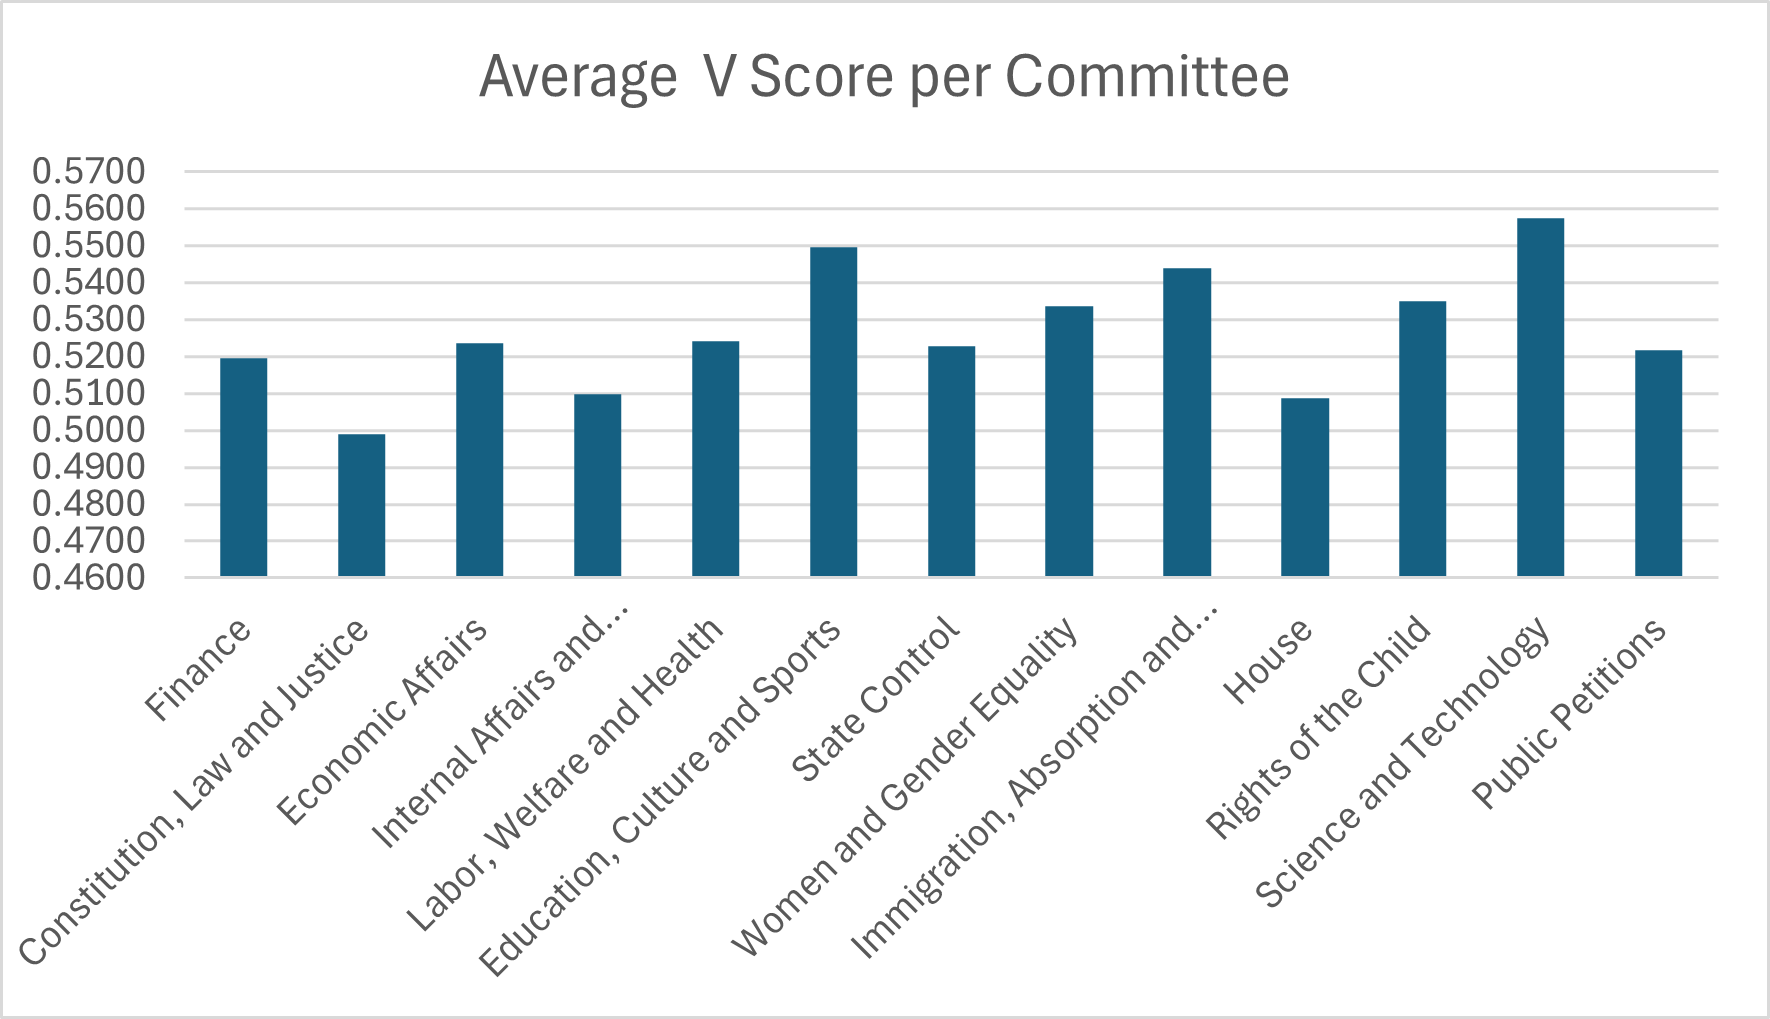 Average  V Score per Committee
0.5700
0.5600
0.5500
0.5400
0.5300
0.5200
0.5100
0.5000
0.4900
0.4800
0.4700
0.4600
Finance
Constitution, Law and Justice
Economic Affairs
Internal Affairs and...
Labor, Welfare and Health
Education, Culture and Sports
State Control
Women and Gender Equality
Immigration, Absorption and...
House
Rights of the Child
Science and Technology
Public Petitions